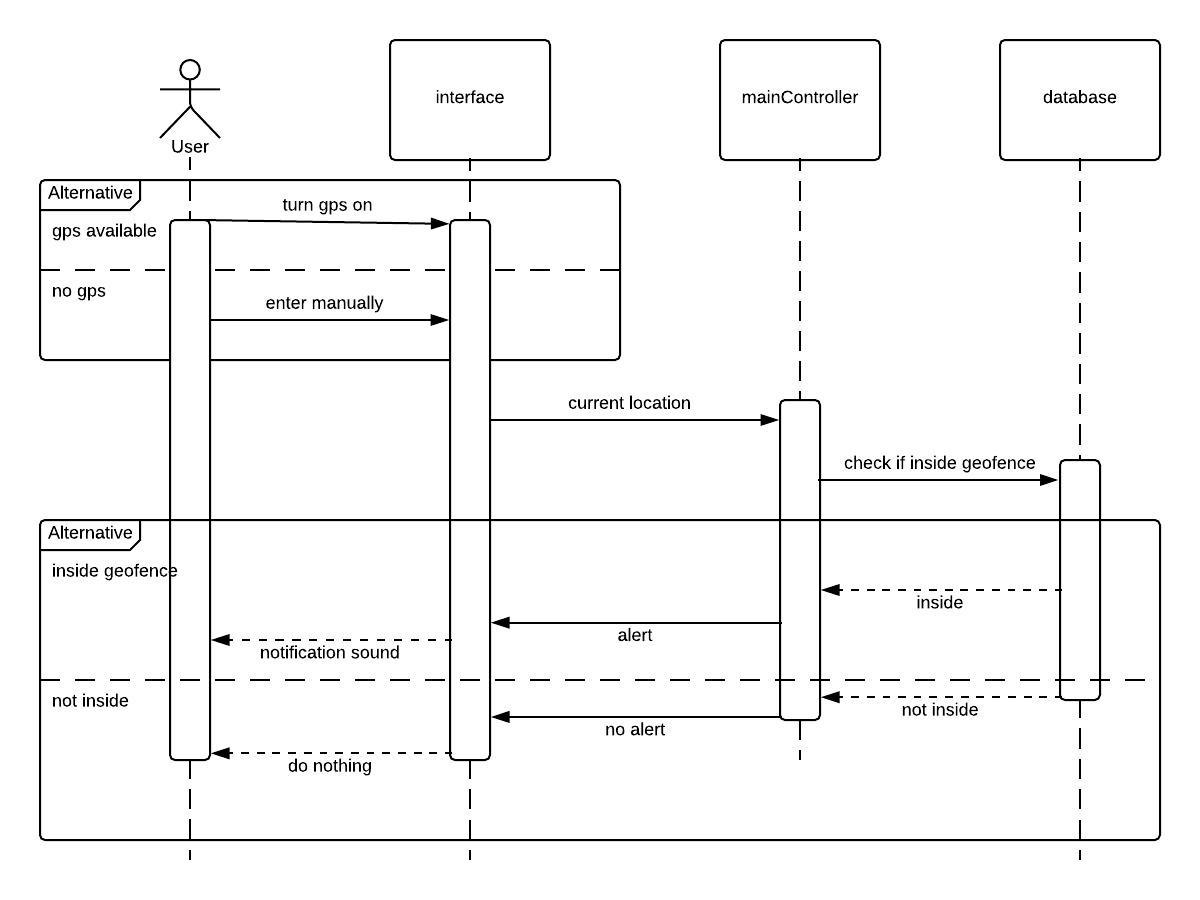 User
interface
mainController
database
Alternative
gps available
turn gps on
no gps
enter manually
current location
check if inside geofence
Alternative
inside geofence
inside
alert
notification sound
not inside
not inside
no alert
do nothing